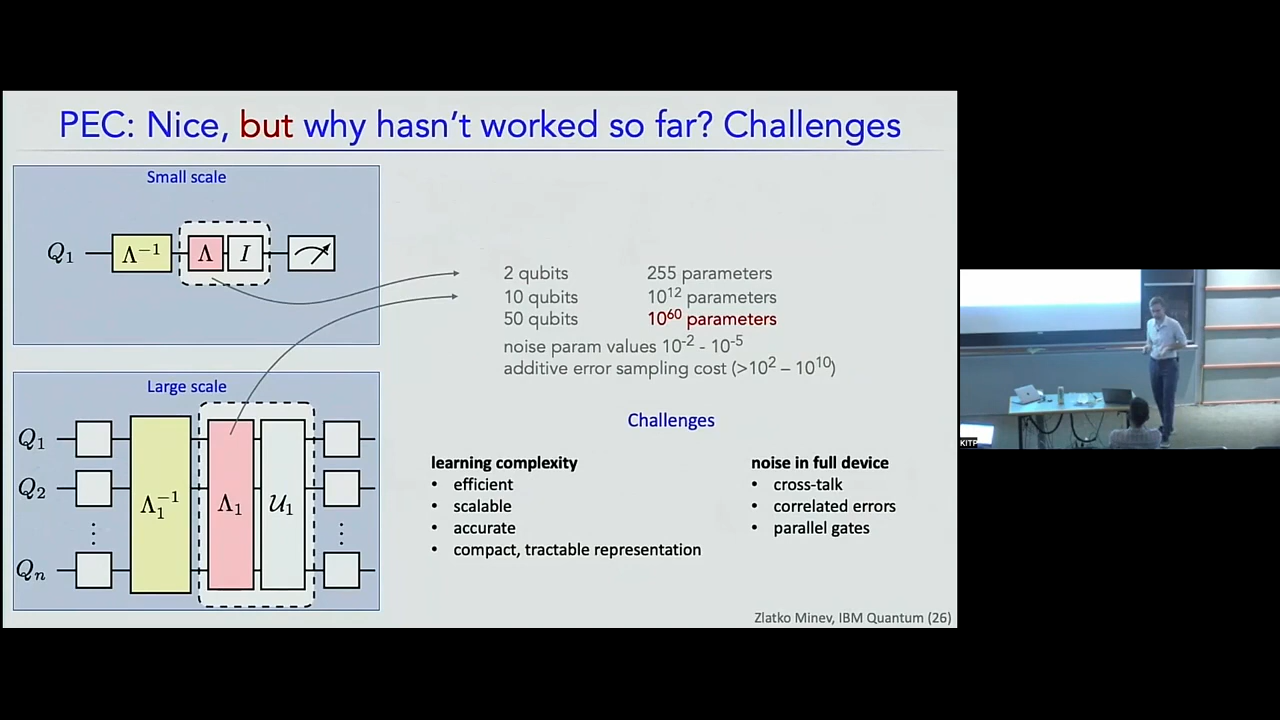 PEC: Nice, but why hasn't worked so far? Challenges
Small scale
Q₁ Λ⁻¹ Λ I
2 qubits 255 parameters
10 qubits 10¹² parameters
50 qubits 10⁶⁰ parameters
noise param values 10⁻² - 10⁻⁵
additive error sampling cost (>10² – 10¹⁰)
Large scale
Q₁
Q₂
Λ₁⁻¹ Λ₁ 𝒰₁
⋮ ⋮
Qₙ
Challenges
learning complexity
• efficient
• scalable
• accurate
• compact, tractable representation
noise in full device
• cross-talk
• correlated errors
• parallel gates
Zlatko Minev, IBM Quantum (26)
KITP